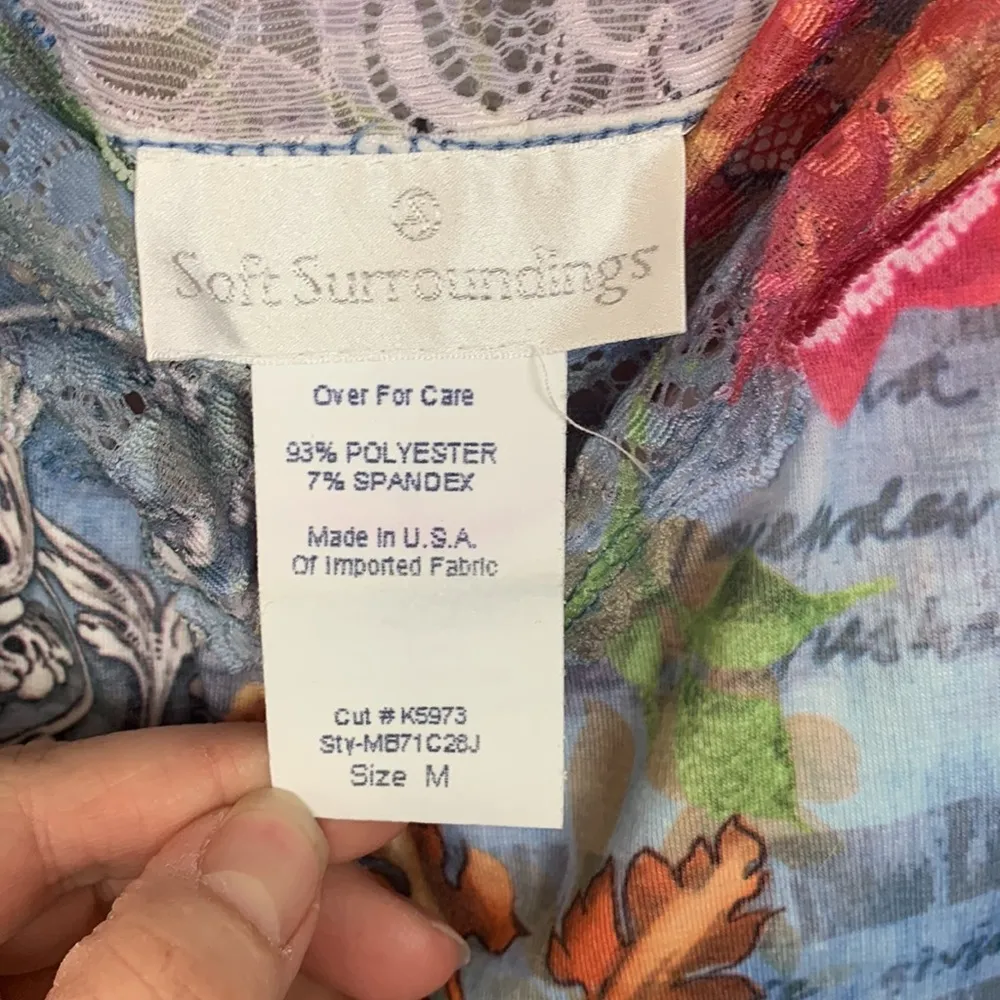 Soft Surroundings
Over For Care
93% POLYESTER
7% SPANDEX
Made In U.S.A.
Of Imported Fabric
Cut # K5973
Sty-MB71C28J
Size M